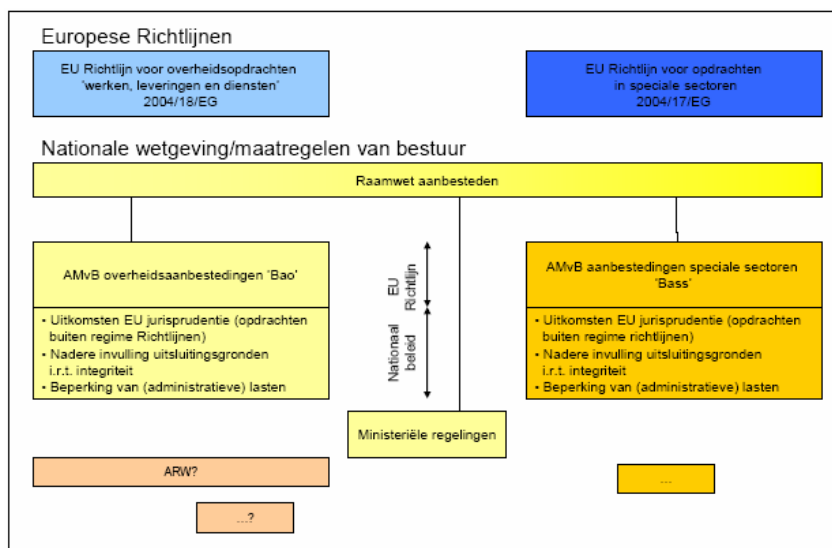 Europese Richtlijnen
EU Richtlijn voor overheidsopdrachten
'werken, leveringen en diensten'
2004/18/EG
EU Richtlijn voor opdrachten
in speciale sectoren
2004/17/EG
Nationale wetgeving/maatregelen van bestuur
Raamwet aanbesteden
AMvB overheidsaanbestedingen 'Bao'
• Uitkomsten EU jurisprudentie (opdrachten
buiten regime Richtlijnen)
• Nadere invulling uitsluitingsgronden
i.r.t. integriteit
• Beperking van (administratieve) lasten
EU
Richtlijn
Nationaal
beleid
AMvB aanbestedingen speciale sectoren
'Bass'
• Uitkomsten EU jurisprudentie (opdrachten
buiten regime Richtlijnen)
• Nadere invulling uitsluitingsgronden
i.r.t. integriteit
• Beperking van (administratieve) lasten
Ministeriële regelingen
ARW?
...?
...